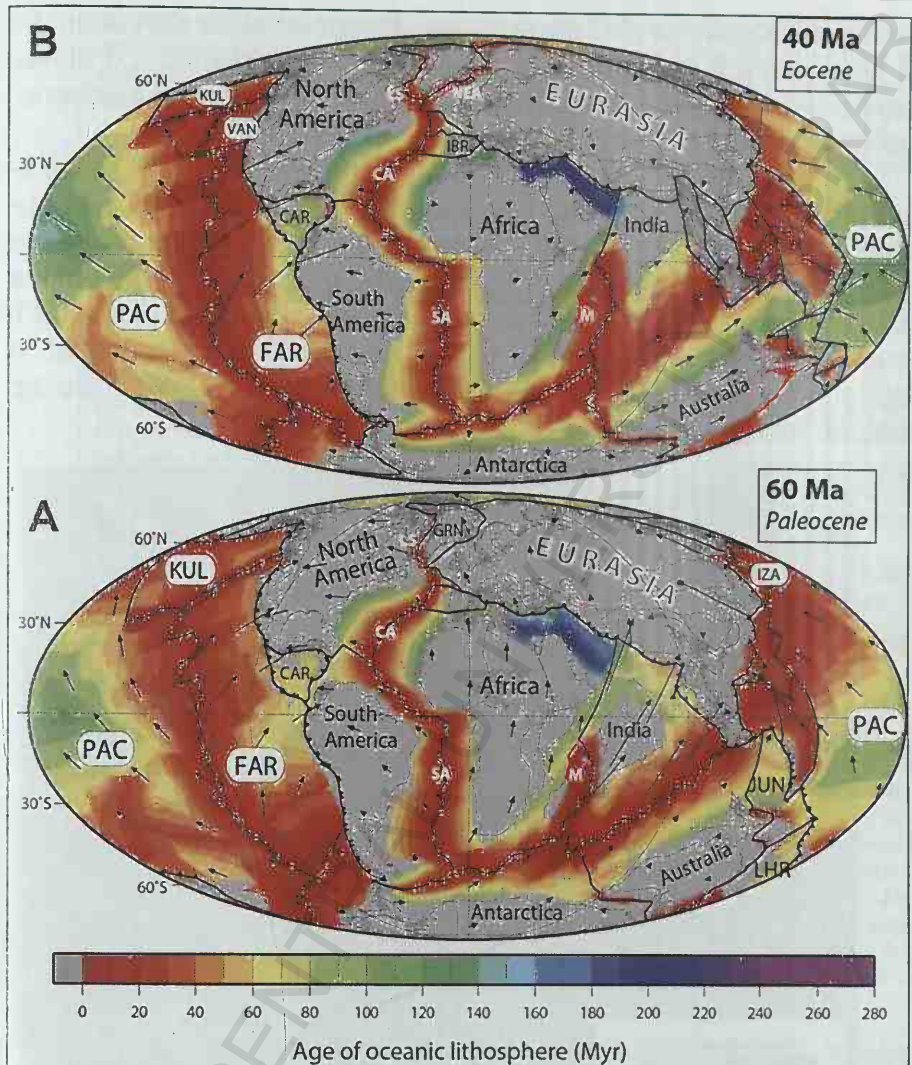 B
40 Ma
Eocene
60°N
KUL
VAN
North
America
EURASIA
IBR
30°N
CA
CAR
Africa
India
PAC
South
America
PAC
FAR
SA
M
30°S
Australia
60°S
Antarctica
A
60 Ma
Paleocene
60°N
KUL
North
America
GRN
EURASIA
IZA
30°N
CA
CAR
Africa
South
America
India
PAC
FAR
PAC
SA
M
JUN
30°S
Australia
LHR
60°S
Antarctica
0 20 40 60 80 100 120 140 160 180 200 220 240 260 280
Age of oceanic lithosphere (Myr)